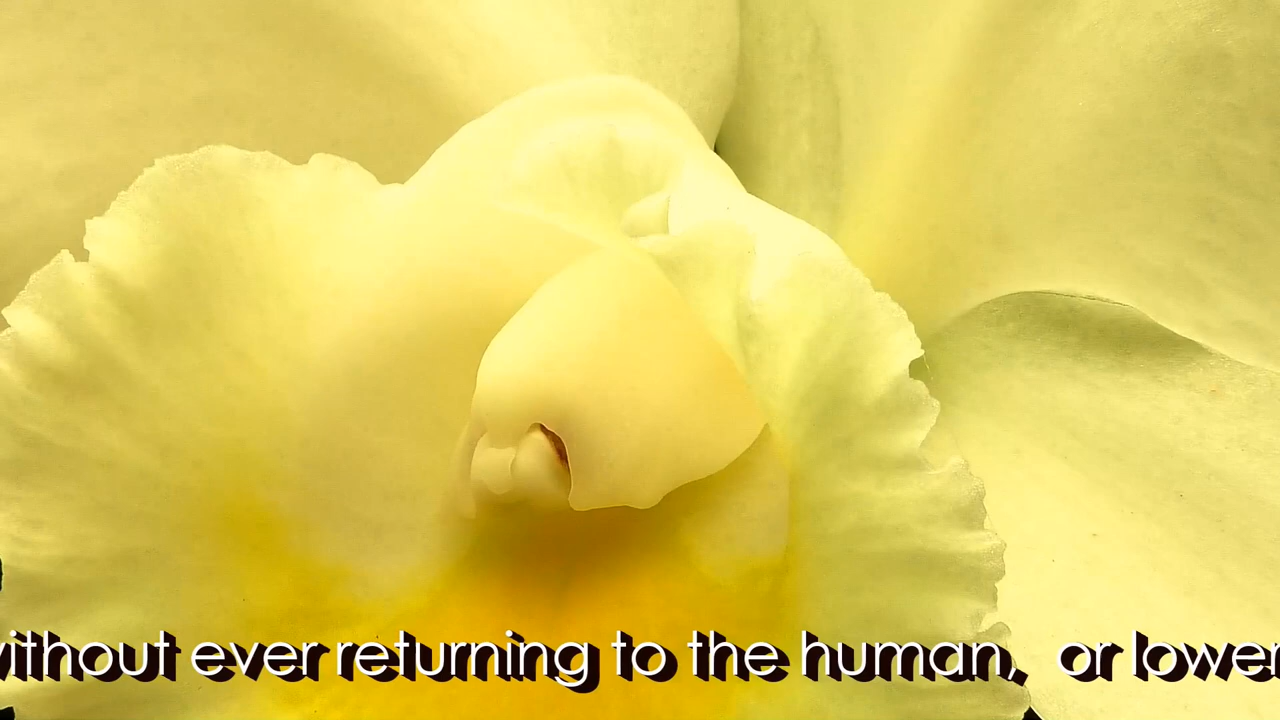 without ever returning to the human, or lower